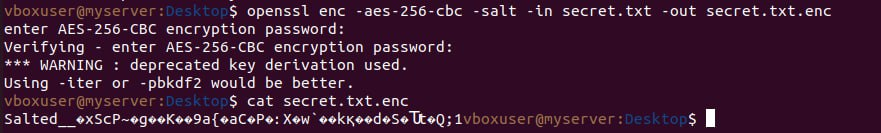 vboxuser@myserver:Desktop$ openssl enc -aes-256-cbc -salt -in secret.txt -out secret.txt.enc
enter AES-256-CBC encryption password:
Verifying - enter AES-256-CBC encryption password:
*** WARNING : deprecated key derivation used.
Using -iter or -pbkdf2 would be better.
vboxuser@myserver:Desktop$ cat secret.txt.enc
Salted__�xScP~�g��K��9a{�aC�P�:X�w`��kқ��d�S�t�Q;1vboxuser@myserver:Desktop$